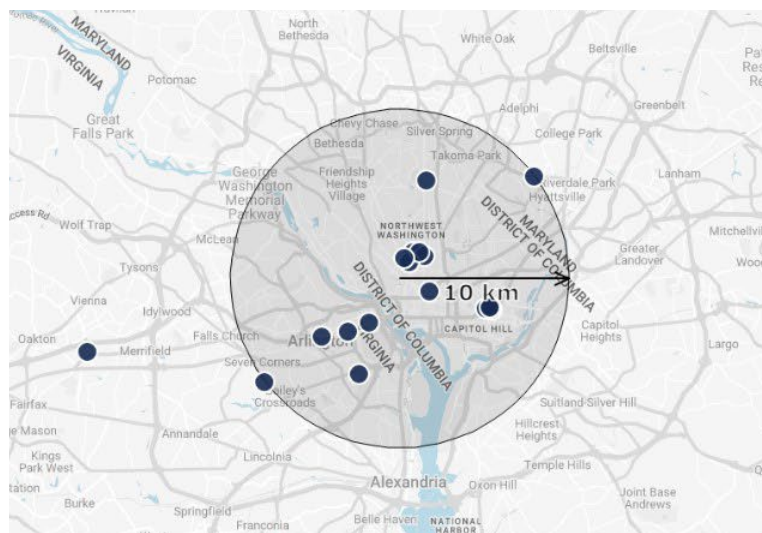 North
Bethesda
White Oak
Beltsville
MARYLAND
VIRGINIA
Potomac
Great
Falls Park
Adelphi
Greenbelt
Chevy Chase
Silver Spring
College Park
Bethesda
Takoma Park
Lanham
George
Washington
Memorial
Parkway
Friendship
Heights
Village
Riverdale Park
Hyattsville
MARYLAND
DISTRICT OF COLUMBIA
NORTHWEST
WASHINGTON
Wolf Trap
McLean
Mitchellville
Greater
Landover
Tysons
DISTRICT OF COLUMBIA
VIRGINIA
10 km
Vienna
Idylwood
Falls Church
Arlington
CAPITOL HILL
Capitol
Heights
Largo
Oakton
Merrifield
Seven Corners
Bailey's
Crossroads
Suitland-Silver Hill
Fairfax
Annandale
Hillcrest
Heights
Kings
Park West
Lincolnia
Temple Hills
Alexandria
Oxon Hill
Joint Base
Andrews
Burke
Springfield
Franconia
Belle Haven
NATIONAL
HARBOR